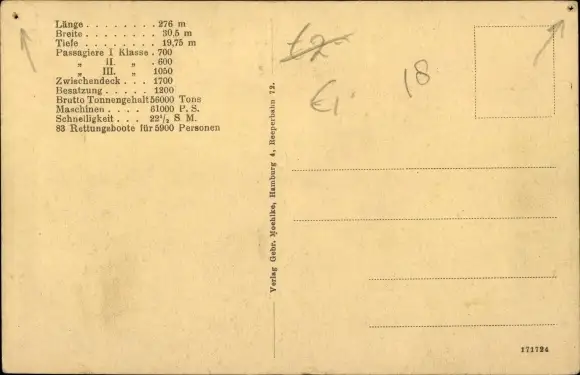 Länge . . . . . . . . 276 m
Breite . . . . . . . . 30,5 m
Tiefe . . . . . . . . 19,75 m
Passagiere I Klasse . 700
„ II. „ . 600
„ III. „ 1050
Zwischendeck . . . 1700
Besatzung . . . . . 1200
Brutto Tonnengehalt 56000 Tons
Maschinen . . . . 61000 P. S.
Schnelligkeit . . . 22½ S M.
83 Rettungsboote für 5900 Personen
€2-
€1.
18
Verlag Gebr. Moehlke, Hamburg 4, Reeperbahn 72.
171724